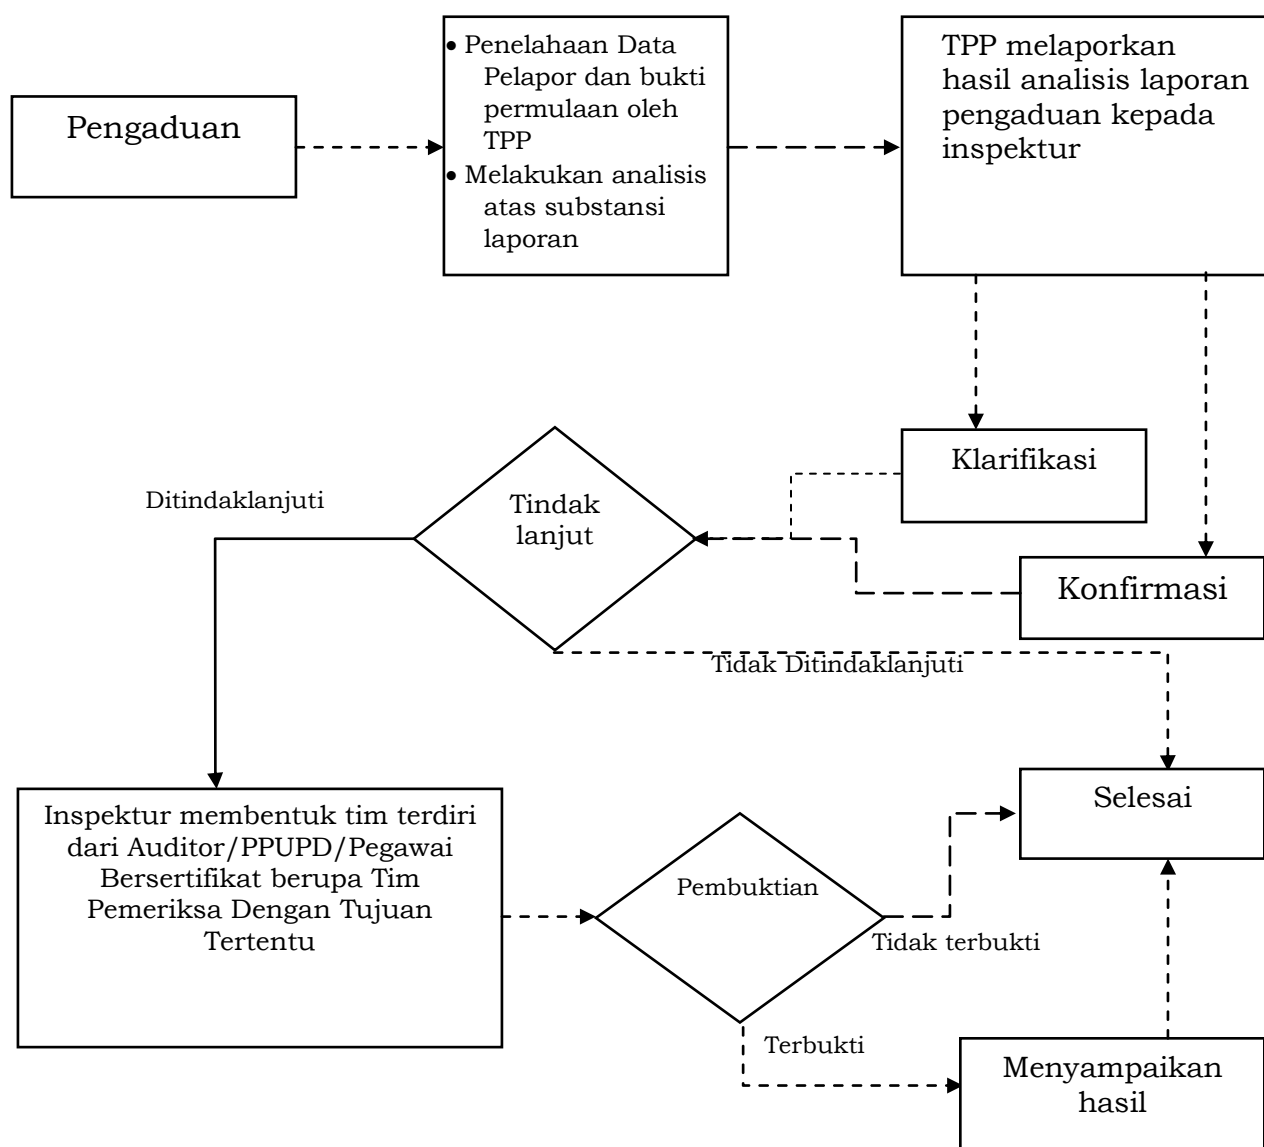 Pengaduan
• Penelahaan Data
Pelapor dan bukti
permulaan oleh
TPP
• Melakukan analisis
atas substansi
laporan
TPP melaporkan
hasil analisis laporan
pengaduan kepada
inspektur
Klarifikasi
Konfirmasi
Tindak
lanjut
Ditindaklanjuti
Tidak Ditindaklanjuti
Inspektur membentuk tim terdiri
dari Auditor/PPUPD/Pegawai
Bersertifikat berupa Tim
Pemeriksa Dengan Tujuan
Tertentu
Pembuktian
Tidak terbukti
Terbukti
Selesai
Menyampaikan
hasil